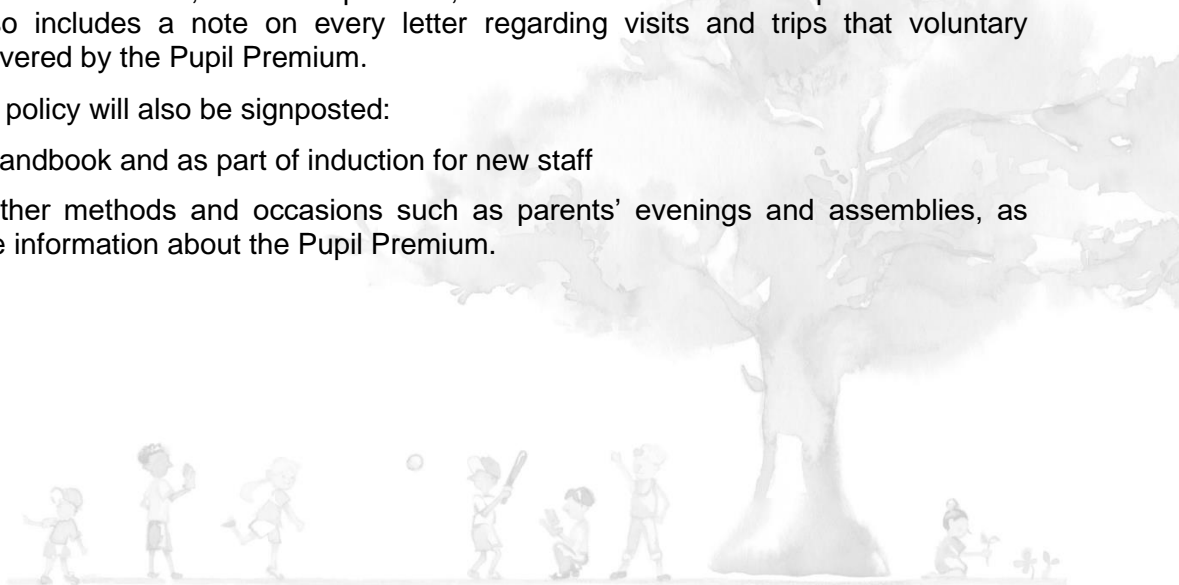 so includes a note on every letter regarding visits and trips that voluntary
vered by the Pupil Premium.
policy will also be signposted:
andbook and as part of induction for new staff
ther methods and occasions such as parents’ evenings and assemblies, as
e information about the Pupil Premium.